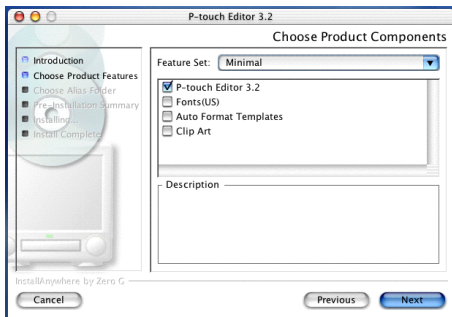 P-touch Editor 3.2
Choose Product Components
Introduction
Choose Product Features
Choose Alias Folder
Pre-Installation Summary
Installing...
Install Complete
Feature Set: Minimal
P-touch Editor 3.2
Fonts(US)
Auto Format Templates
Clip Art
Description
InstallAnywhere by Zero G
Cancel
Previous
Next